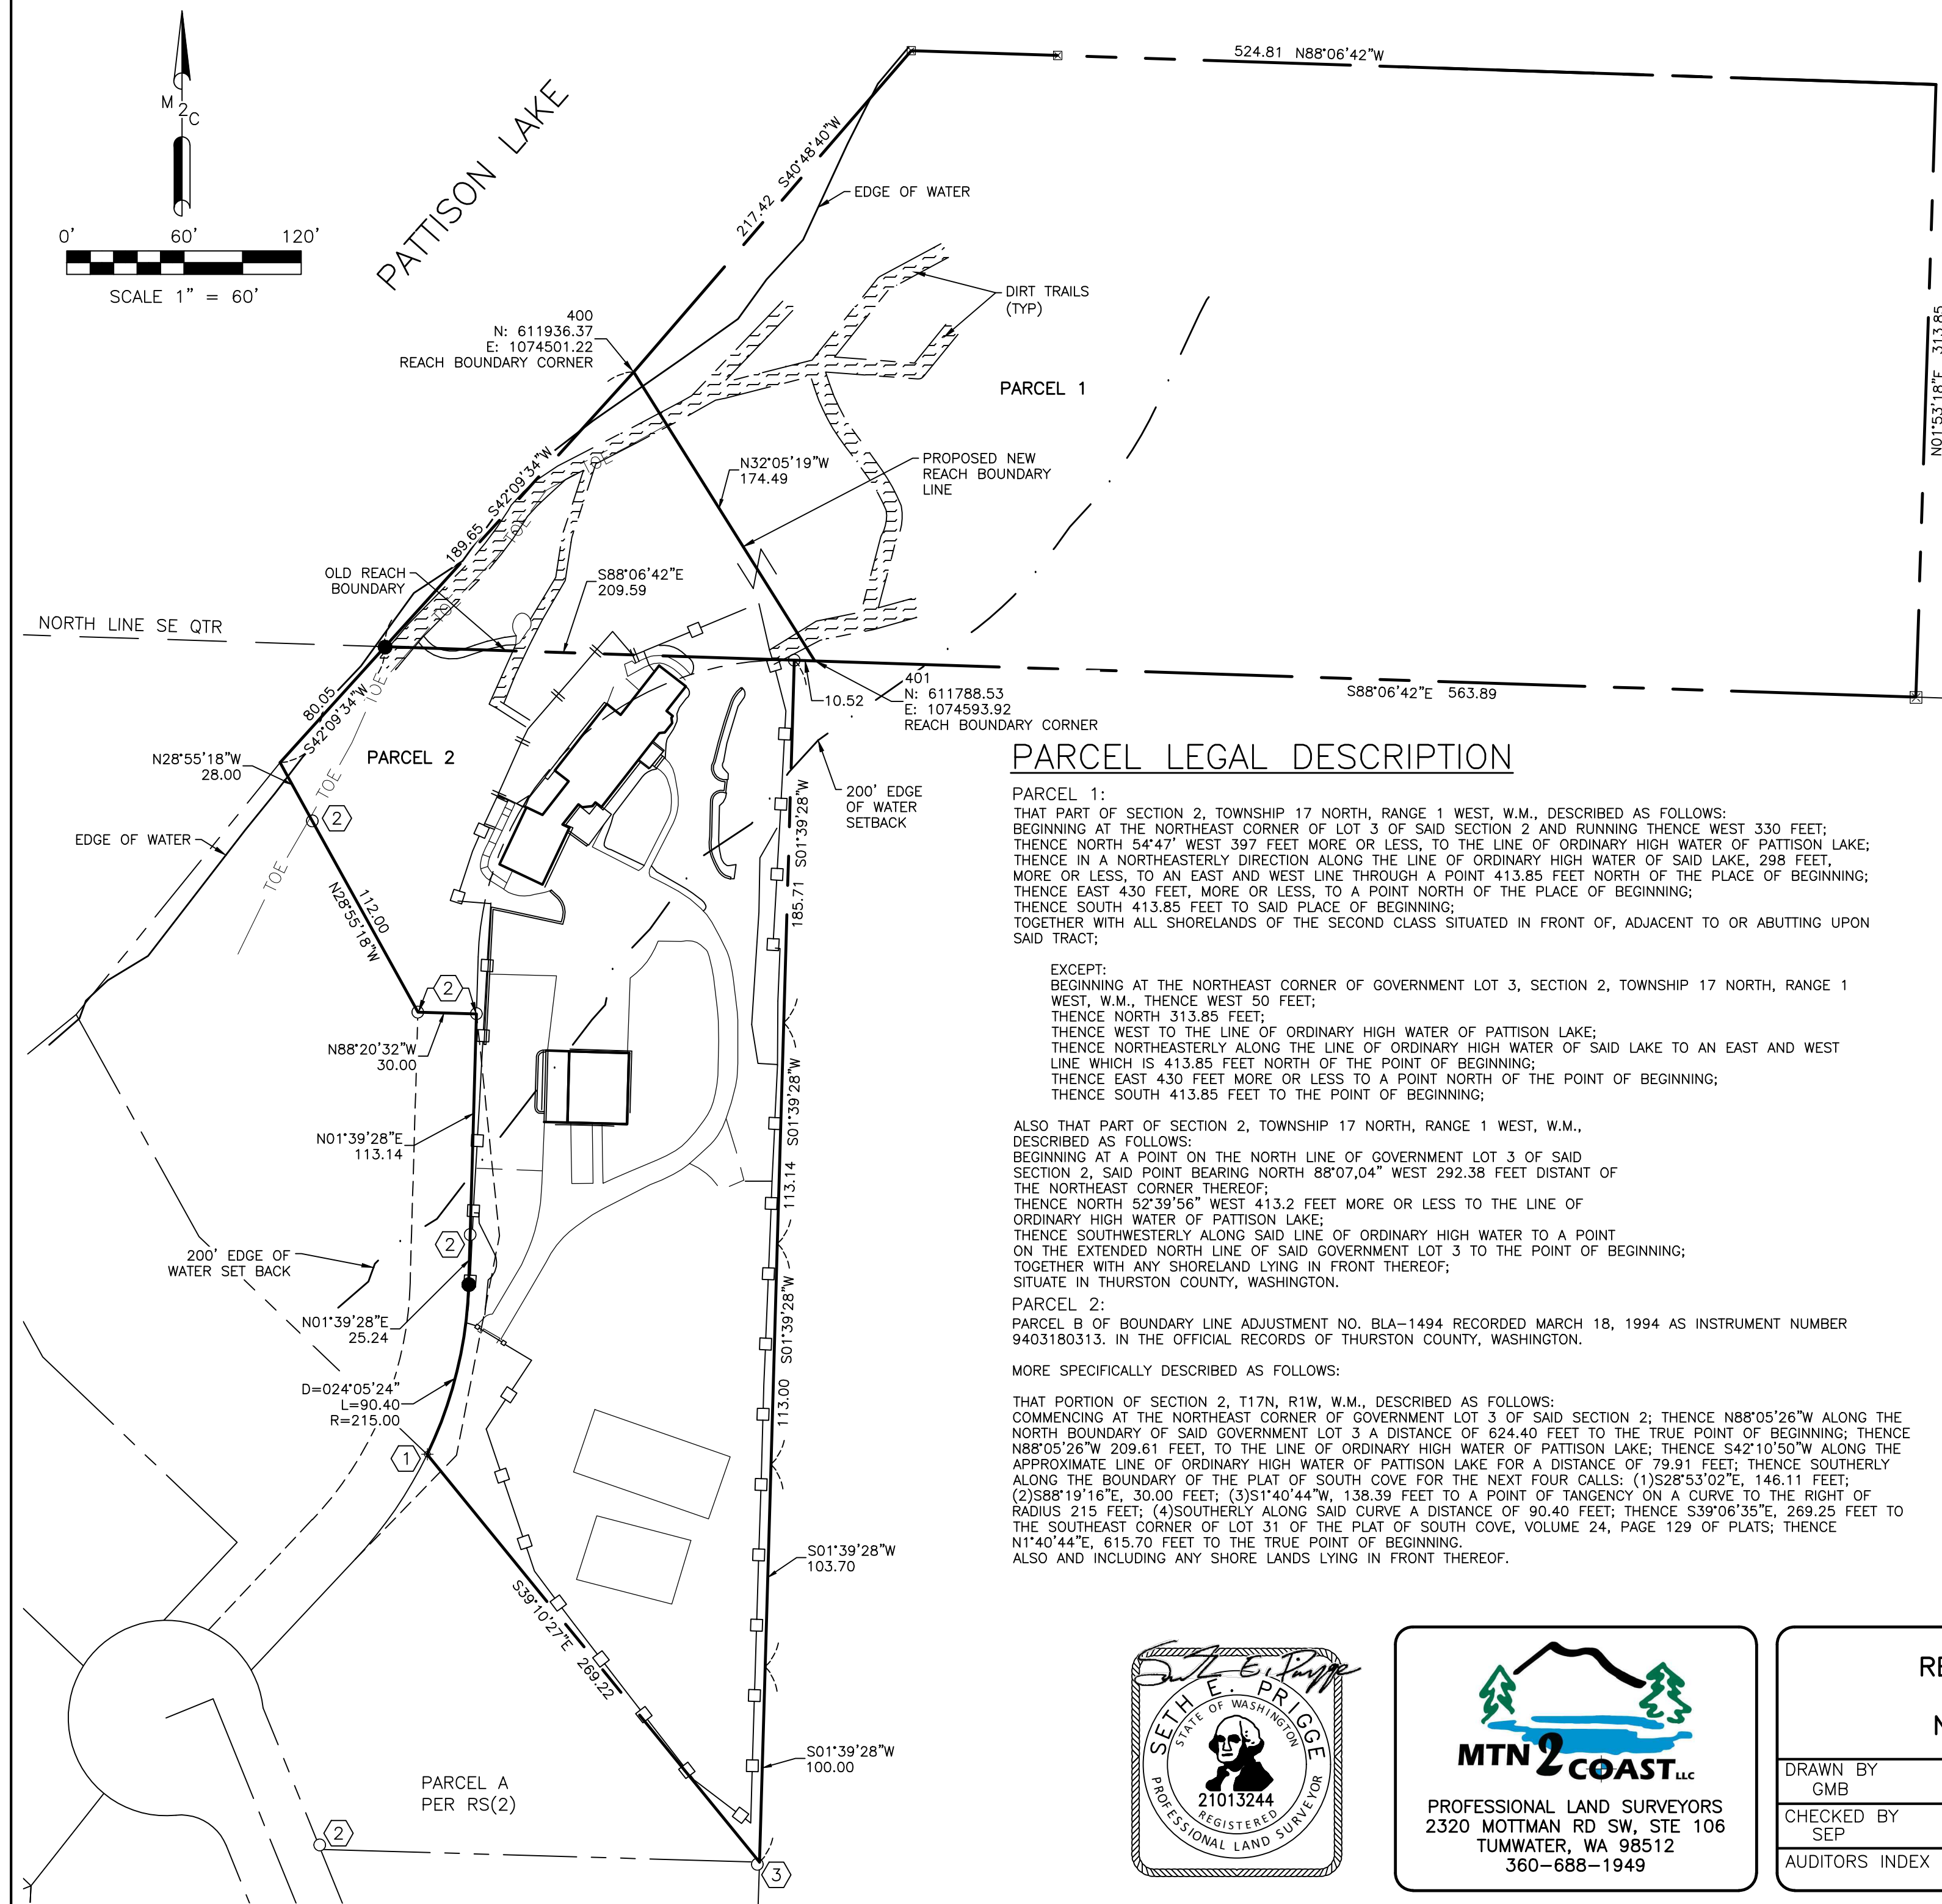 M2C
0' 60' 120'
SCALE 1" = 60'
PATTISON LAKE
524.81 N88°06'42"W
217.42 S40°48'40"W
EDGE OF WATER
DIRT TRAILS
(TYP)
400
N: 611936.37
E: 1074501.22
REACH BOUNDARY CORNER
PARCEL 1
N01°53'18"E 313.85
N32°05'19"W
174.49
PROPOSED NEW
REACH BOUNDARY
LINE
189.65 S42°09'34"W
TOE
TOE
TOE
OLD REACH
BOUNDARY
S88°06'42"E
209.59
NORTH LINE SE QTR
10.52
401
N: 611788.53
E: 1074593.92
REACH BOUNDARY CORNER
S88°06'42"E 563.89
80.05
S42°09'34"W
TOE
TOE
TOE
PARCEL 2
N28°55'18"W
28.00
2
EDGE OF WATER
200' EDGE
OF WATER
SETBACK
185.71 S01°39'28"W
112.00
N28°55'18"W
2
N88°20'32"W
30.00
N01°39'28"E
113.14
113.14 S01°39'28"W
2
200' EDGE OF
WATER SET BACK
N01°39'28"E
25.24
113.00 S01°39'28"W
D=024°05'24"
L=90.40
R=215.00
1
S01°39'28"W
103.70
S39°10'27"E 269.22
S01°39'28"W
100.00
PARCEL A
PER RS(2)
2
3
PARCEL LEGAL DESCRIPTION
PARCEL 1:
THAT PART OF SECTION 2, TOWNSHIP 17 NORTH, RANGE 1 WEST, W.M., DESCRIBED AS FOLLOWS:
BEGINNING AT THE NORTHEAST CORNER OF LOT 3 OF SAID SECTION 2 AND RUNNING THENCE WEST 330 FEET;
THENCE NORTH 54°47' WEST 397 FEET MORE OR LESS, TO THE LINE OF ORDINARY HIGH WATER OF PATTISON LAKE;
THENCE IN A NORTHEASTERLY DIRECTION ALONG THE LINE OF ORDINARY HIGH WATER OF SAID LAKE, 298 FEET,
MORE OR LESS, TO AN EAST AND WEST LINE THROUGH A POINT 413.85 FEET NORTH OF THE PLACE OF BEGINNING;
THENCE EAST 430 FEET, MORE OR LESS, TO A POINT NORTH OF THE PLACE OF BEGINNING;
THENCE SOUTH 413.85 FEET TO SAID PLACE OF BEGINNING;
TOGETHER WITH ALL SHORELANDS OF THE SECOND CLASS SITUATED IN FRONT OF, ADJACENT TO OR ABUTTING UPON
SAID TRACT;
EXCEPT:
BEGINNING AT THE NORTHEAST CORNER OF GOVERNMENT LOT 3, SECTION 2, TOWNSHIP 17 NORTH, RANGE 1
WEST, W.M., THENCE WEST 50 FEET;
THENCE NORTH 313.85 FEET;
THENCE WEST TO THE LINE OF ORDINARY HIGH WATER OF PATTISON LAKE;
THENCE NORTHEASTERLY ALONG THE LINE OF ORDINARY HIGH WATER OF SAID LAKE TO AN EAST AND WEST
LINE WHICH IS 413.85 FEET NORTH OF THE POINT OF BEGINNING;
THENCE EAST 430 FEET MORE OR LESS TO A POINT NORTH OF THE POINT OF BEGINNING;
THENCE SOUTH 413.85 FEET TO THE POINT OF BEGINNING;
ALSO THAT PART OF SECTION 2, TOWNSHIP 17 NORTH, RANGE 1 WEST, W.M.,
DESCRIBED AS FOLLOWS:
BEGINNING AT A POINT ON THE NORTH LINE OF GOVERNMENT LOT 3 OF SAID
SECTION 2, SAID POINT BEARING NORTH 88°07,04" WEST 292.38 FEET DISTANT OF
THE NORTHEAST CORNER THEREOF;
THENCE NORTH 52°39'56" WEST 413.2 FEET MORE OR LESS TO THE LINE OF
ORDINARY HIGH WATER OF PATTISON LAKE;
THENCE SOUTHWESTERLY ALONG SAID LINE OF ORDINARY HIGH WATER TO A POINT
ON THE EXTENDED NORTH LINE OF SAID GOVERNMENT LOT 3 TO THE POINT OF BEGINNING;
TOGETHER WITH ANY SHORELAND LYING IN FRONT THEREOF;
SITUATE IN THURSTON COUNTY, WASHINGTON.
PARCEL 2:
PARCEL B OF BOUNDARY LINE ADJUSTMENT NO. BLA-1494 RECORDED MARCH 18, 1994 AS INSTRUMENT NUMBER
9403180313. IN THE OFFICIAL RECORDS OF THURSTON COUNTY, WASHINGTON.
MORE SPECIFICALLY DESCRIBED AS FOLLOWS:
THAT PORTION OF SECTION 2, T17N, R1W, W.M., DESCRIBED AS FOLLOWS:
COMMENCING AT THE NORTHEAST CORNER OF GOVERNMENT LOT 3 OF SAID SECTION 2; THENCE N88°05'26"W ALONG THE
NORTH BOUNDARY OF SAID GOVERNMENT LOT 3 A DISTANCE OF 624.40 FEET TO THE TRUE POINT OF BEGINNING; THENCE
N88°05'26"W 209.61 FEET, TO THE LINE OF ORDINARY HIGH WATER OF PATTISON LAKE; THENCE S42°10'50"W ALONG THE
APPROXIMATE LINE OF ORDINARY HIGH WATER OF PATTISON LAKE FOR A DISTANCE OF 79.91 FEET; THENCE SOUTHERLY
ALONG THE BOUNDARY OF THE PLAT OF SOUTH COVE FOR THE NEXT FOUR CALLS: (1)S28°53'02"E, 146.11 FEET;
(2)S88°19'16"E, 30.00 FEET; (3)S1°40'44"W, 138.39 FEET TO A POINT OF TANGENCY ON A CURVE TO THE RIGHT OF
RADIUS 215 FEET; (4)SOUTHERLY ALONG SAID CURVE A DISTANCE OF 90.40 FEET; THENCE S39°06'35"E, 269.25 FEET TO
THE SOUTHEAST CORNER OF LOT 31 OF THE PLAT OF SOUTH COVE, VOLUME 24, PAGE 129 OF PLATS; THENCE
N1°40'44"E, 615.70 FEET TO THE TRUE POINT OF BEGINNING.
ALSO AND INCLUDING ANY SHORE LANDS LYING IN FRONT THEREOF.
SETH E. PRIGGE
STATE OF WASHINGTON
21013244
REGISTERED
PROFESSIONAL LAND SURVEYOR
MTN 2 COAST LLC
PROFESSIONAL LAND SURVEYORS
2320 MOTTMAN RD SW, STE 106
TUMWATER, WA 98512
360-688-1949
DRAWN BY
GMB
CHECKED BY
SEP
AUDITORS INDEX